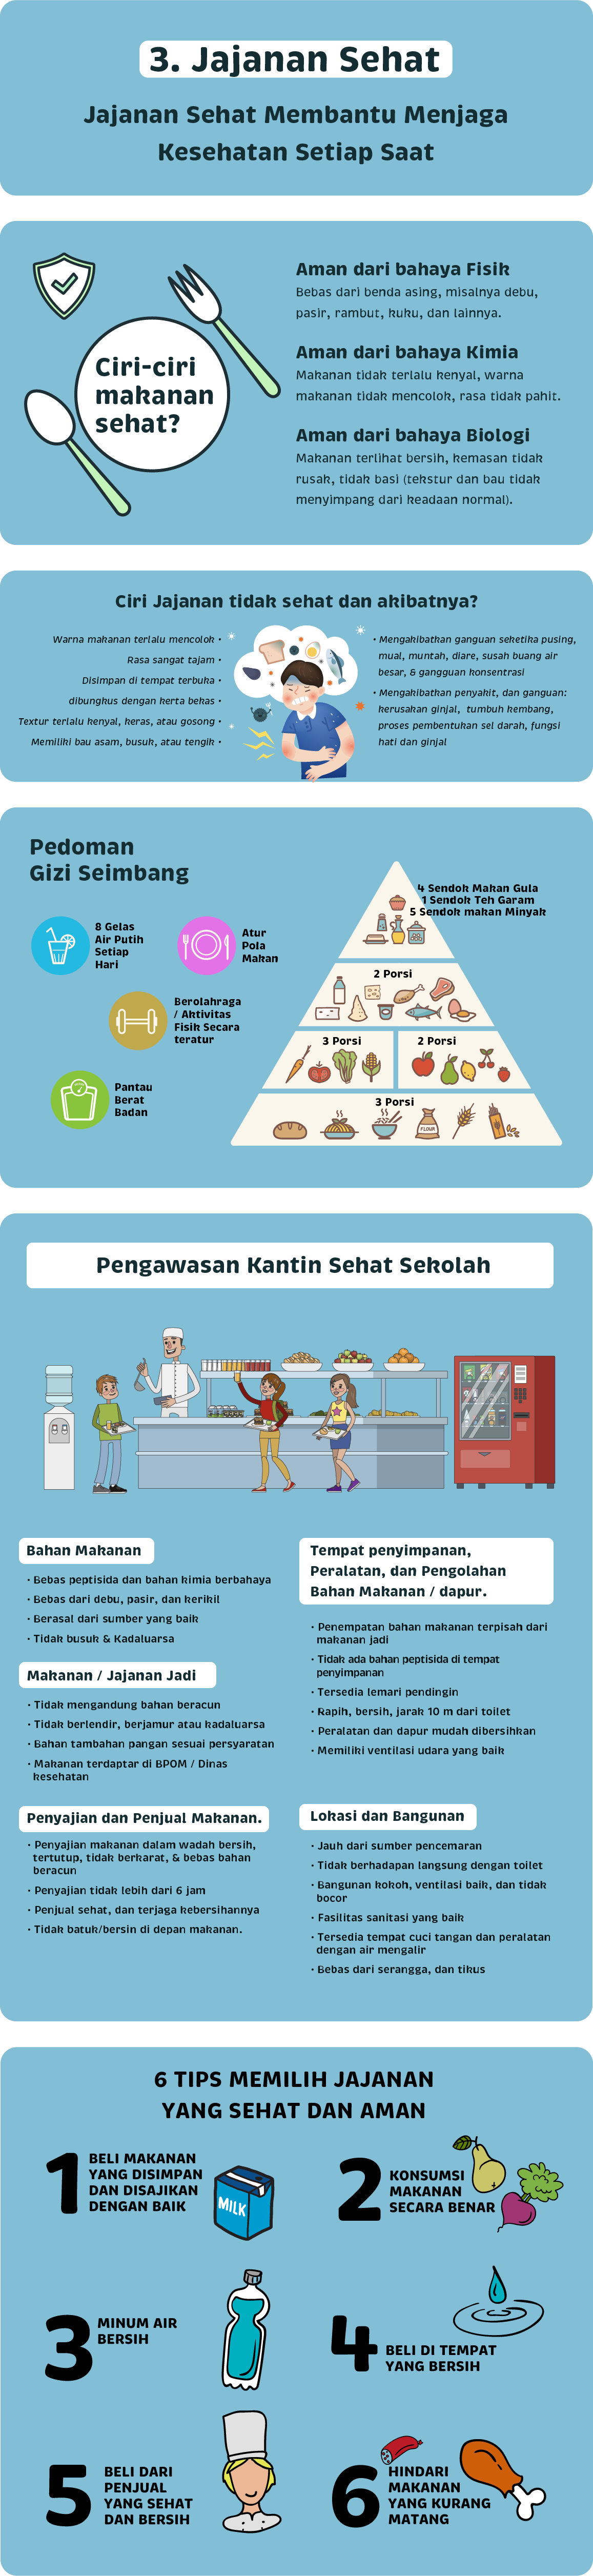 3. Jajanan Sehat
Jajanan Sehat Membantu Menjaga
Kesehatan Setiap Saat
Ciri-ciri
makanan
sehat?
Aman dari bahaya Fisik
Bebas dari benda asing, misalnya debu,
pasir, rambut, kuku, dan lainnya.
Aman dari bahaya Kimia
Makanan tidak terlalu kenyal, warna
makanan tidak mencolok, rasa tidak pahit.
Aman dari bahaya Biologi
Makanan terlihat bersih, kemasan tidak
rusak, tidak basi (tekstur dan bau tidak
menyimpang dari keadaan normal).
Ciri Jajanan tidak sehat dan akibatnya?
Warna makanan terlalu mencolok •
Rasa sangat tajam •
Disimpan di tempat terbuka •
dibungkus dengan kerta bekas •
Textur terlalu kenyal, keras, atau gosong •
Memiliki bau asam, busuk, atau tengik •
• Mengakibatkan ganguan seketika pusing,
mual, muntah, diare, susah buang air
besar, & gangguan konsentrasi
• Mengakibatkan penyakit, dan ganguan:
kerusakan ginjal, tumbuh kembang,
proses pembentukan sel darah, fungsi
hati dan ginjal
Pedoman
Gizi Seimbang
8 Gelas
Air Putih
Setiap
Hari
Atur
Pola
Makan
Berolahraga
/ Aktivitas
Fisik Secara
teratur
Pantau
Berat
Badan
4 Sendok Makan Gula
1 Sendok Teh Garam
5 Sendok makan Minyak
2 Porsi
3 Porsi
2 Porsi
3 Porsi
FLOUR
Pengawasan Kantin Sehat Sekolah
Bahan Makanan
• Bebas peptisida dan bahan kimia berbahaya
• Bebas dari debu, pasir, dan kerikil
• Berasal dari sumber yang baik
• Tidak busuk & Kadaluarsa
Makanan / Jajanan Jadi
• Tidak mengandung bahan beracun
• Tidak berlendir, berjamur atau kadaluarsa
• Bahan tambahan pangan sesuai persyaratan
• Makanan terdaptar di BPOM / Dinas
kesehatan
Penyajian dan Penjual Makanan.
• Penyajian makanan dalam wadah bersih,
tertutup, tidak berkarat, & bebas bahan
beracun
• Penyajian tidak lebih dari 6 jam
• Penjual sehat, dan terjaga kebersihannya
• Tidak batuk/bersin di depan makanan.
Tempat penyimpanan,
Peralatan, dan Pengolahan
Bahan Makanan / dapur.
• Penempatan bahan makanan terpisah dari
makanan jadi
• Tidak ada bahan peptisida di tempat
penyimpanan
• Tersedia lemari pendingin
• Rapih, bersih, jarak 10 m dari toilet
• Peralatan dan dapur mudah dibersihkan
• Memiliki ventilasi udara yang baik
Lokasi dan Bangunan
• Jauh dari sumber pencemaran
• Tidak berhadapan langsung dengan toilet
• Bangunan kokoh, ventilasi baik, dan tidak
bocor
• Fasilitas sanitasi yang baik
• Tersedia tempat cuci tangan dan peralatan
dengan air mengalir
• Bebas dari serangga, dan tikus
6 TIPS MEMILIH JAJANAN
YANG SEHAT DAN AMAN
1
BELI MAKANAN
YANG DISIMPAN
DAN DISAJIKAN
DENGAN BAIK
MILK
2
KONSUMSI
MAKANAN
SECARA BENAR
3
MINUM AIR
BERSIH
4
BELI DI TEMPAT
YANG BERSIH
5
BELI DARI
PENJUAL
YANG SEHAT
DAN BERSIH
6
HINDARI
MAKANAN
YANG KURANG
MATANG